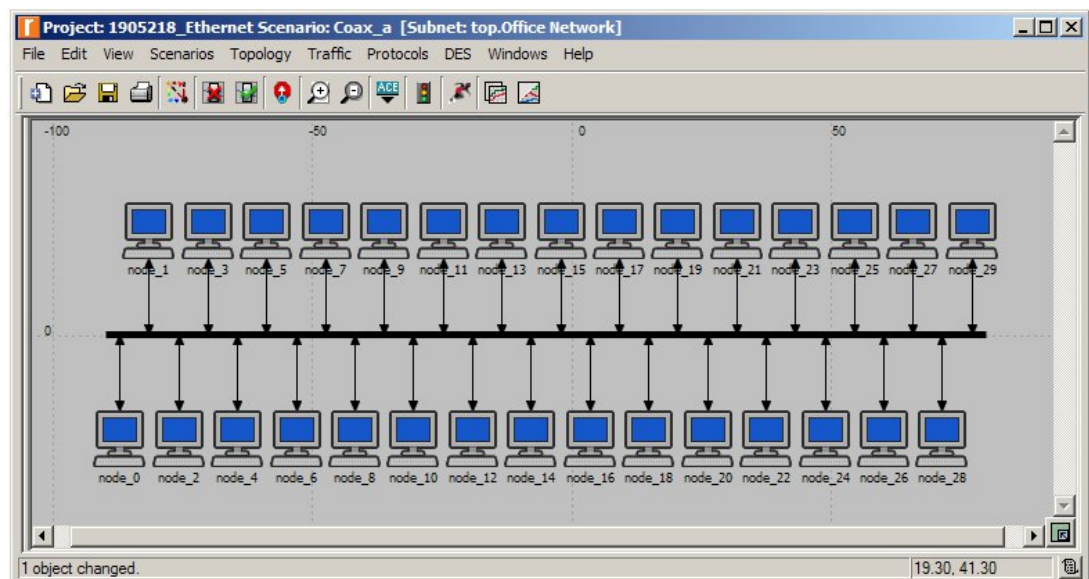 Project: 1905218_Ethernet Scenario: Coax_a [Subnet: top.Office Network]
File Edit View Scenarios Topology Traffic Protocols DES Windows Help
ACE
-100 -50 0 50
node_1 node_3 node_5 node_7 node_9 node_11 node_13 node_15 node_17 node_19 node_21 node_23 node_25 node_27 node_29
0
node_0 node_2 node_4 node_6 node_8 node_10 node_12 node_14 node_16 node_18 node_20 node_22 node_24 node_26 node_28
1 object changed. 19.30, 41.30